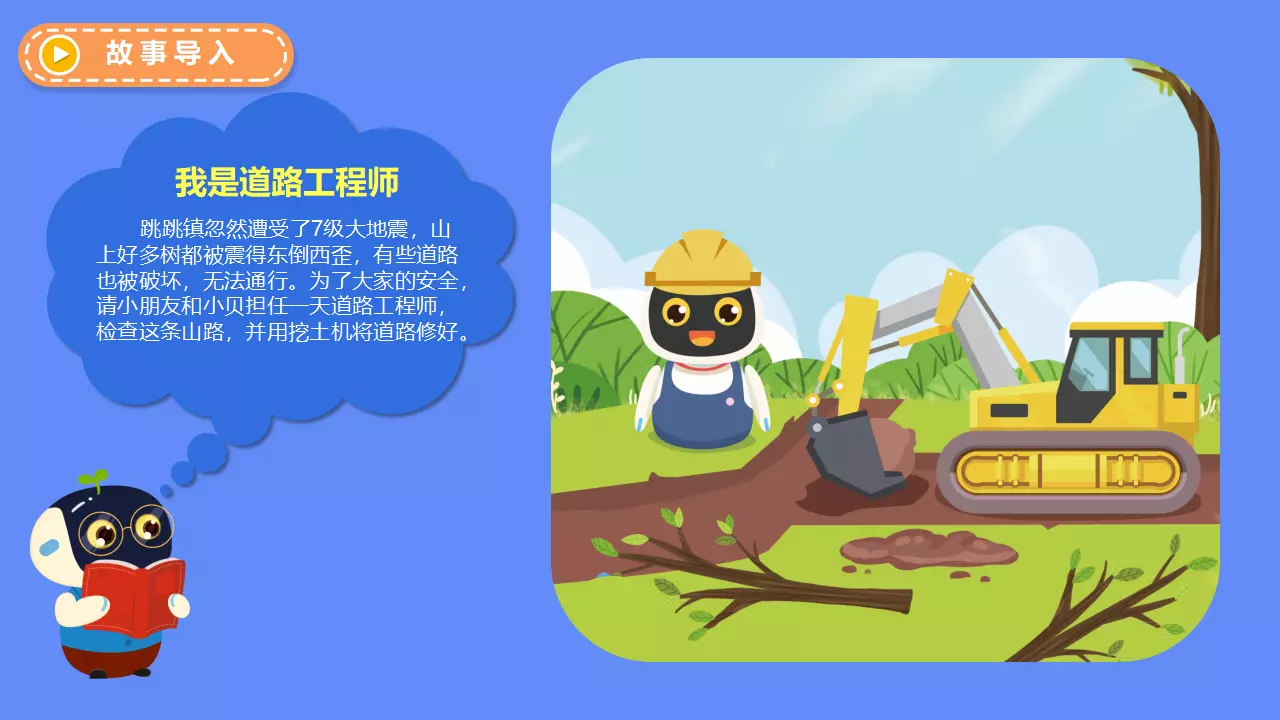 故事导入
我是道路工程师
跳跳镇忽然遭受了7级大地震，山
上好多树都被震得东倒西歪，有些道路
也被破坏，无法通行。为了大家的安全，
请小朋友和小贝担任一天道路工程师，
检查这条山路，并用挖土机将道路修好。